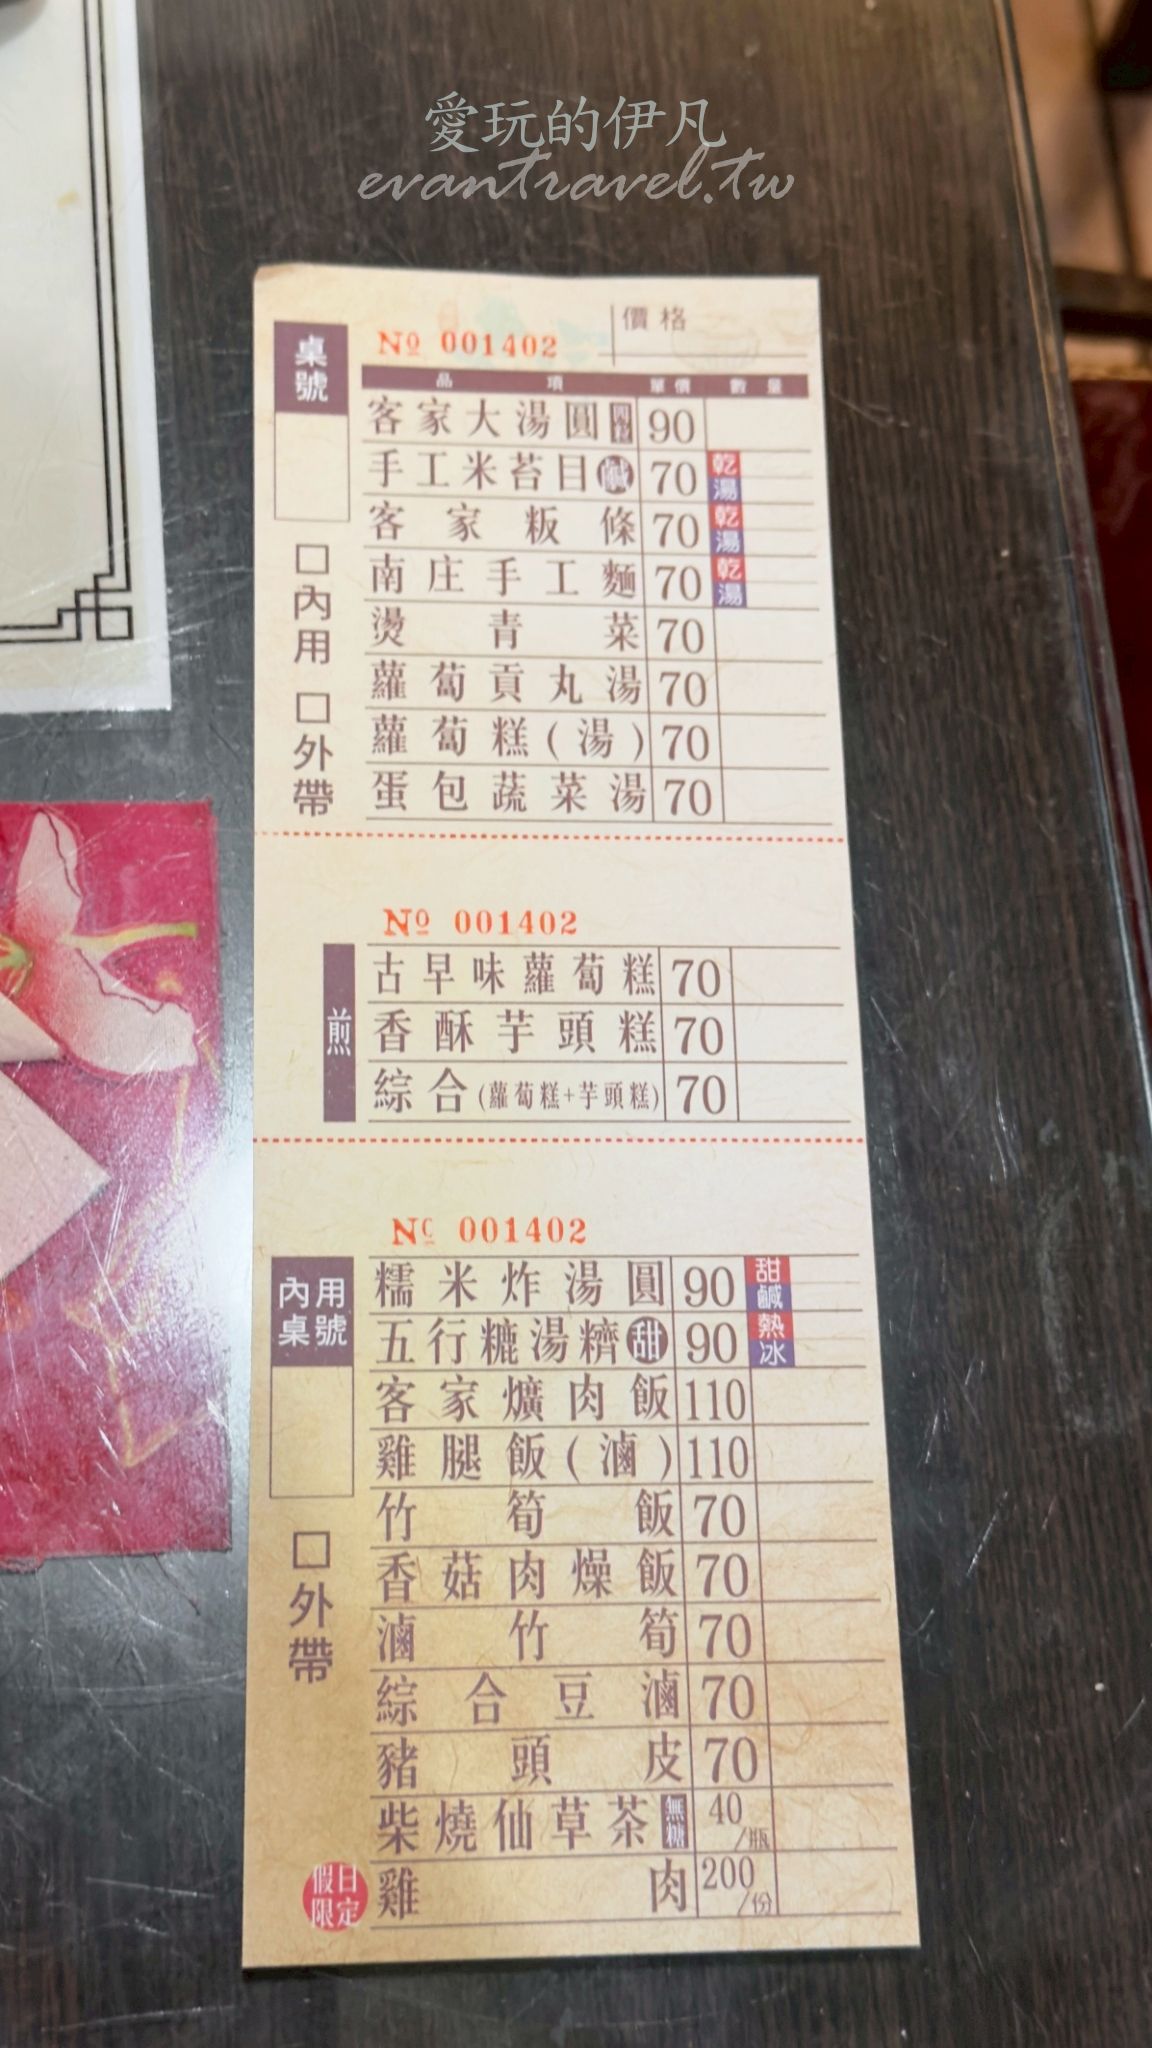 愛玩的伊凡
evantravel.tw
桌號
№ 001402
價格
品項 單價 數量
客家大湯圓 90
手工米苔目 鹹 70 乾 湯
客家粄條 70 乾 湯
南庄手工麵 70 乾 湯
燙青菜 70
蘿蔔貢丸湯 70
蘿蔔糕(湯) 70
蛋包蔬菜湯 70
□內用 □外帶
№ 001402
煎
古早味蘿蔔糕 70
香酥芋頭糕 70
綜合(蘿蔔糕+芋頭糕) 70
№ 001402
內用桌號
糯米炸湯圓 90 甜 鹹
五行糖湯糍 甜 90 熱 冰
客家爌肉飯 110
雞腿飯(滷) 110
竹筍飯 70
香菇肉燥飯 70
滷竹筍 70
綜合豆滷 70
豬頭皮 70
柴燒仙草茶 無糖 40/瓶
假日限定 雞肉 200/份
□外帶